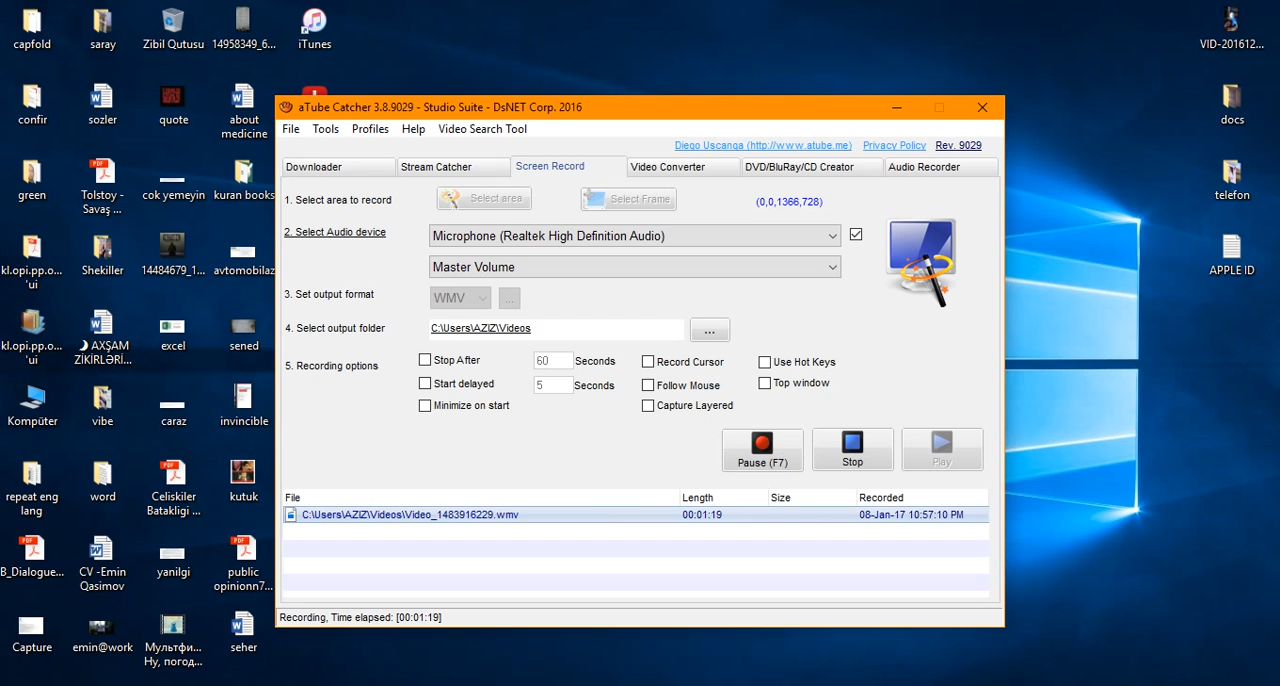 capfold
saray
Zibil Qutusu
14958349_6...
iTunes
VID-201612...
confir
sozler
quote
about
medicine
docs
green
Tolstoy -
Savaş ...
cok yemeyin
kuran books
telefon
kl.opi.pp.o...
'ui
Shekiller
14484679_1...
avtomobilaz
APPLE ID
kl.opi.pp.o...
'ui
AXŞAM
ZİKİRLƏRİ...
excel
sened
Kompüter
vibe
caraz
invincible
repeat eng
lang
word
Celiskiler
Batakligi ...
kutuk
B_Dialogue...
CV -Emin
Qasimov
yanilgi
public
opinionn7...
Capture
emin@work
Мультфи...
Ну, погод...
seher
aTube Catcher 3.8.9029 - Studio Suite - DsNET Corp. 2016
File Tools Profiles Help Video Search Tool
Diego Uscanga (http://www.atube.me) Privacy Policy Rev. 9029
Downloader Stream Catcher Screen Record Video Converter DVD/BluRay/CD Creator Audio Recorder
1. Select area to record Select area Select Frame (0,0,1366,728)
2. Select Audio device Microphone (Realtek High Definition Audio)
Master Volume
3. Set output format WMV ...
4. Select output folder C:\Users\AZIZ\Videos ...
5. Recording options
Stop After 60 Seconds Record Cursor Use Hot Keys
Start delayed 5 Seconds Follow Mouse Top window
Minimize on start Capture Layered
Pause (F7) Stop Play
File Length Size Recorded
C:\Users\AZIZ\Videos\Video_1483916229.wmv 00:01:19 08-Jan-17 10:57:10 PM
Recording, Time elapsed: [00:01:19]